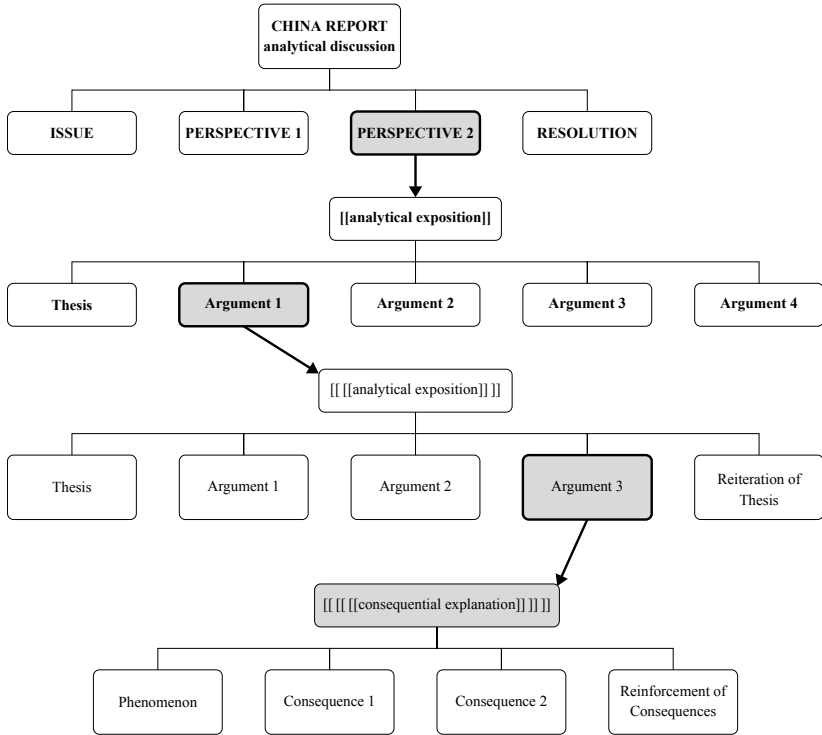 CHINA REPORT
analytical discussion
ISSUE
PERSPECTIVE 1
PERSPECTIVE 2
RESOLUTION
[[analytical exposition]]
Thesis
Argument 1
Argument 2
Argument 3
Argument 4
[[ [[analytical exposition]] ]]
Thesis
Argument 1
Argument 2
Argument 3
Reiteration of
Thesis
[[ [[ [[consequential explanation]] ]] ]]
Phenomenon
Consequence 1
Consequence 2
Reinforcement of
Consequences